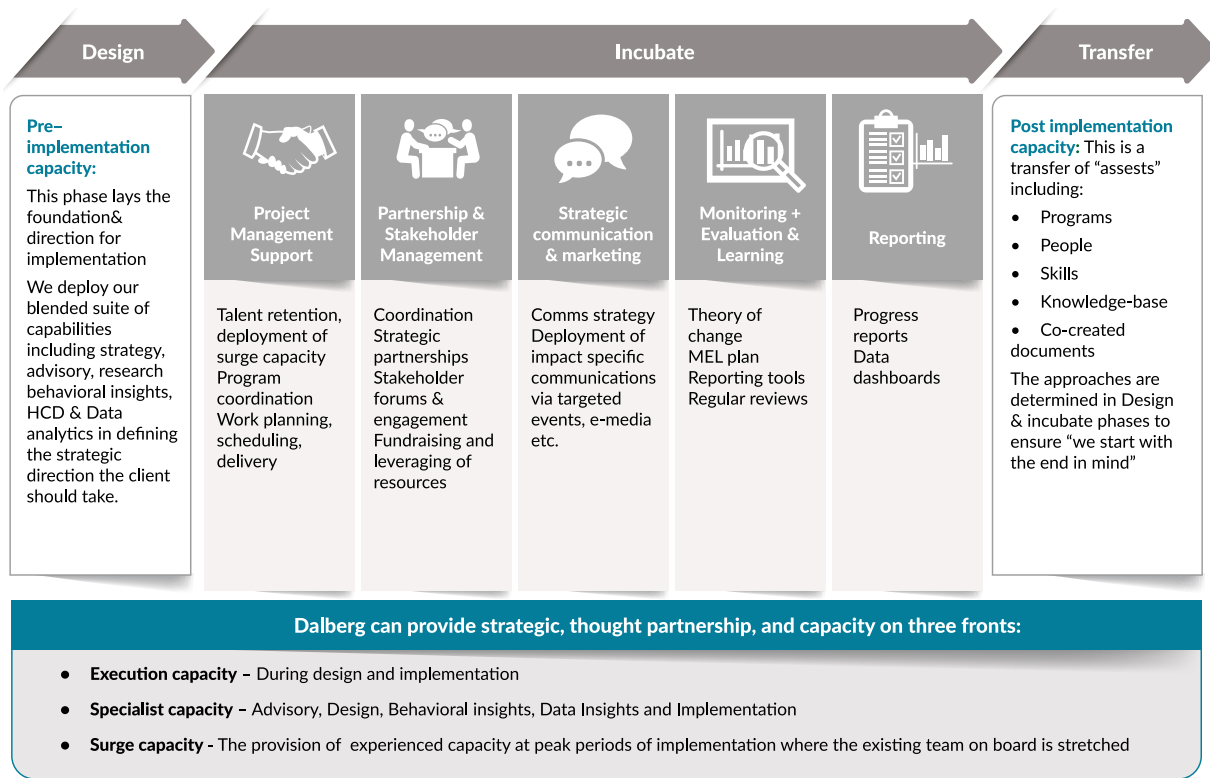 Design
Incubate
Transfer
Pre–
implementation
capacity:
This phase lays the
foundation&
direction for
implementation
We deploy our
blended suite of
capabilities
including strategy,
advisory, research
behavioral insights,
HCD & Data
analytics in defining
the strategic
direction the client
should take.
Project
Management
Support
Talent retention,
deployment of
surge capacity
Program
coordination
Work planning,
scheduling,
delivery
Partnership &
Stakeholder
Management
Coordination
Strategic
partnerships
Stakeholder
forums &
engagement
Fundraising and
leveraging of
resources
Strategic
communication
& marketing
Comms strategy
Deployment of
impact specific
communications
via targeted
events, e-media
etc.
Monitoring +
Evaluation &
Learning
Theory of
change
MEL plan
Reporting tools
Regular reviews
Reporting
Progress
reports
Data
dashboards
Post implementation
capacity: This is a
transfer of “assests”
including:
• Programs
• People
• Skills
• Knowledge-base
• Co-created
documents
The approaches are
determined in Design
& incubate phases to
ensure “we start with
the end in mind”
Dalberg can provide strategic, thought partnership, and capacity on three fronts:
• Execution capacity – During design and implementation
• Specialist capacity – Advisory, Design, Behavioral insights, Data Insights and Implementation
• Surge capacity - The provision of experienced capacity at peak periods of implementation where the existing team on board is stretched